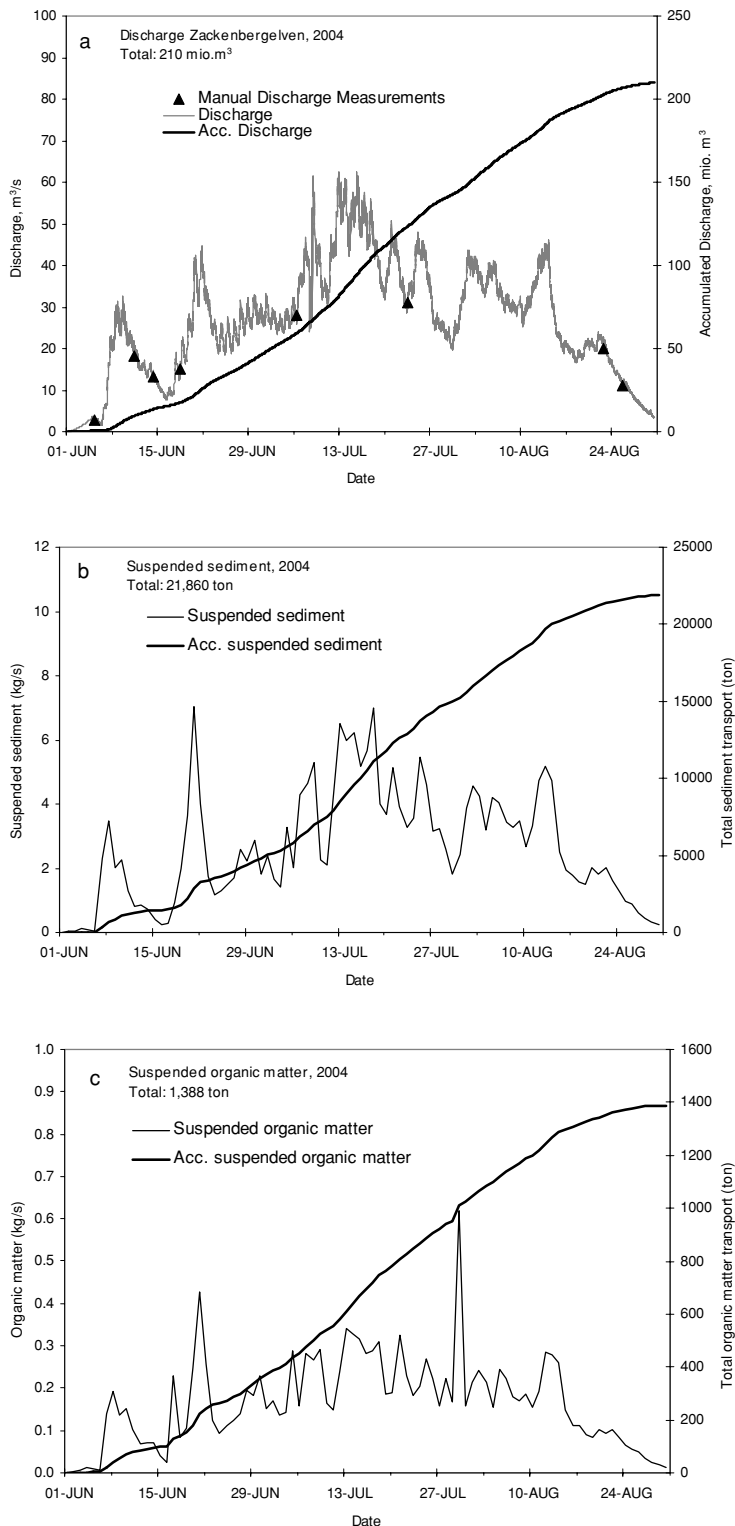 a
Discharge Zackenbergelven, 2004
Total: 210 mio.m³
Manual Discharge Measurements
Discharge
Acc. Discharge
100
90
80
70
60
50
40
30
20
10
0
Discharge, m³/s
250
200
150
100
50
0
Accumulated Discharge, mio. m³
01-JUN 15-JUN 29-JUN 13-JUL 27-JUL 10-AUG 24-AUG
Date
b
Suspended sediment, 2004
Total: 21,860 ton
Suspended sediment
Acc. suspended sediment
12
10
8
6
4
2
0
Suspended sediment (kg/s)
25000
20000
15000
10000
5000
0
Total sediment transport (ton)
01-JUN 15-JUN 29-JUN 13-JUL 27-JUL 10-AUG 24-AUG
Date
c
Suspended organic matter, 2004
Total: 1,388 ton
Suspended organic matter
Acc. suspended organic matter
1.0
0.9
0.8
0.7
0.6
0.5
0.4
0.3
0.2
0.1
0.0
Organic matter (kg/s)
1600
1400
1200
1000
800
600
400
200
0
Total organic matter transport (ton)
01-JUN 15-JUN 29-JUN 13-JUL 27-JUL 10-AUG 24-AUG
Date